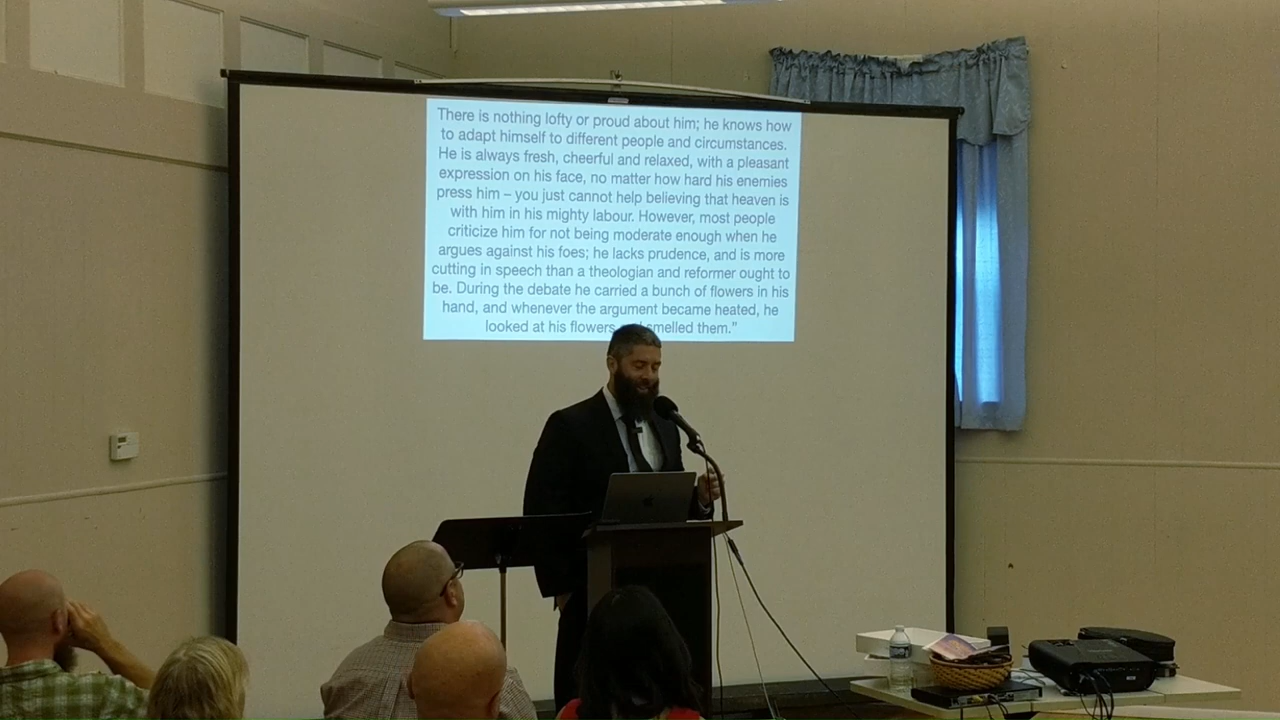 There is nothing lofty or proud about him; he knows how
to adapt himself to different people and circumstances.
He is always fresh, cheerful and relaxed, with a pleasant
expression on his face, no matter how hard his enemies
press him – you just cannot help believing that heaven is
with him in his mighty labour. However, most people
criticize him for not being moderate enough when he
argues against his foes; he lacks prudence, and is more
cutting in speech than a theologian and reformer ought to
be. During the debate he carried a bunch of flowers in his
hand, and whenever the argument became heated, he
looked at his flowers smelled them.”